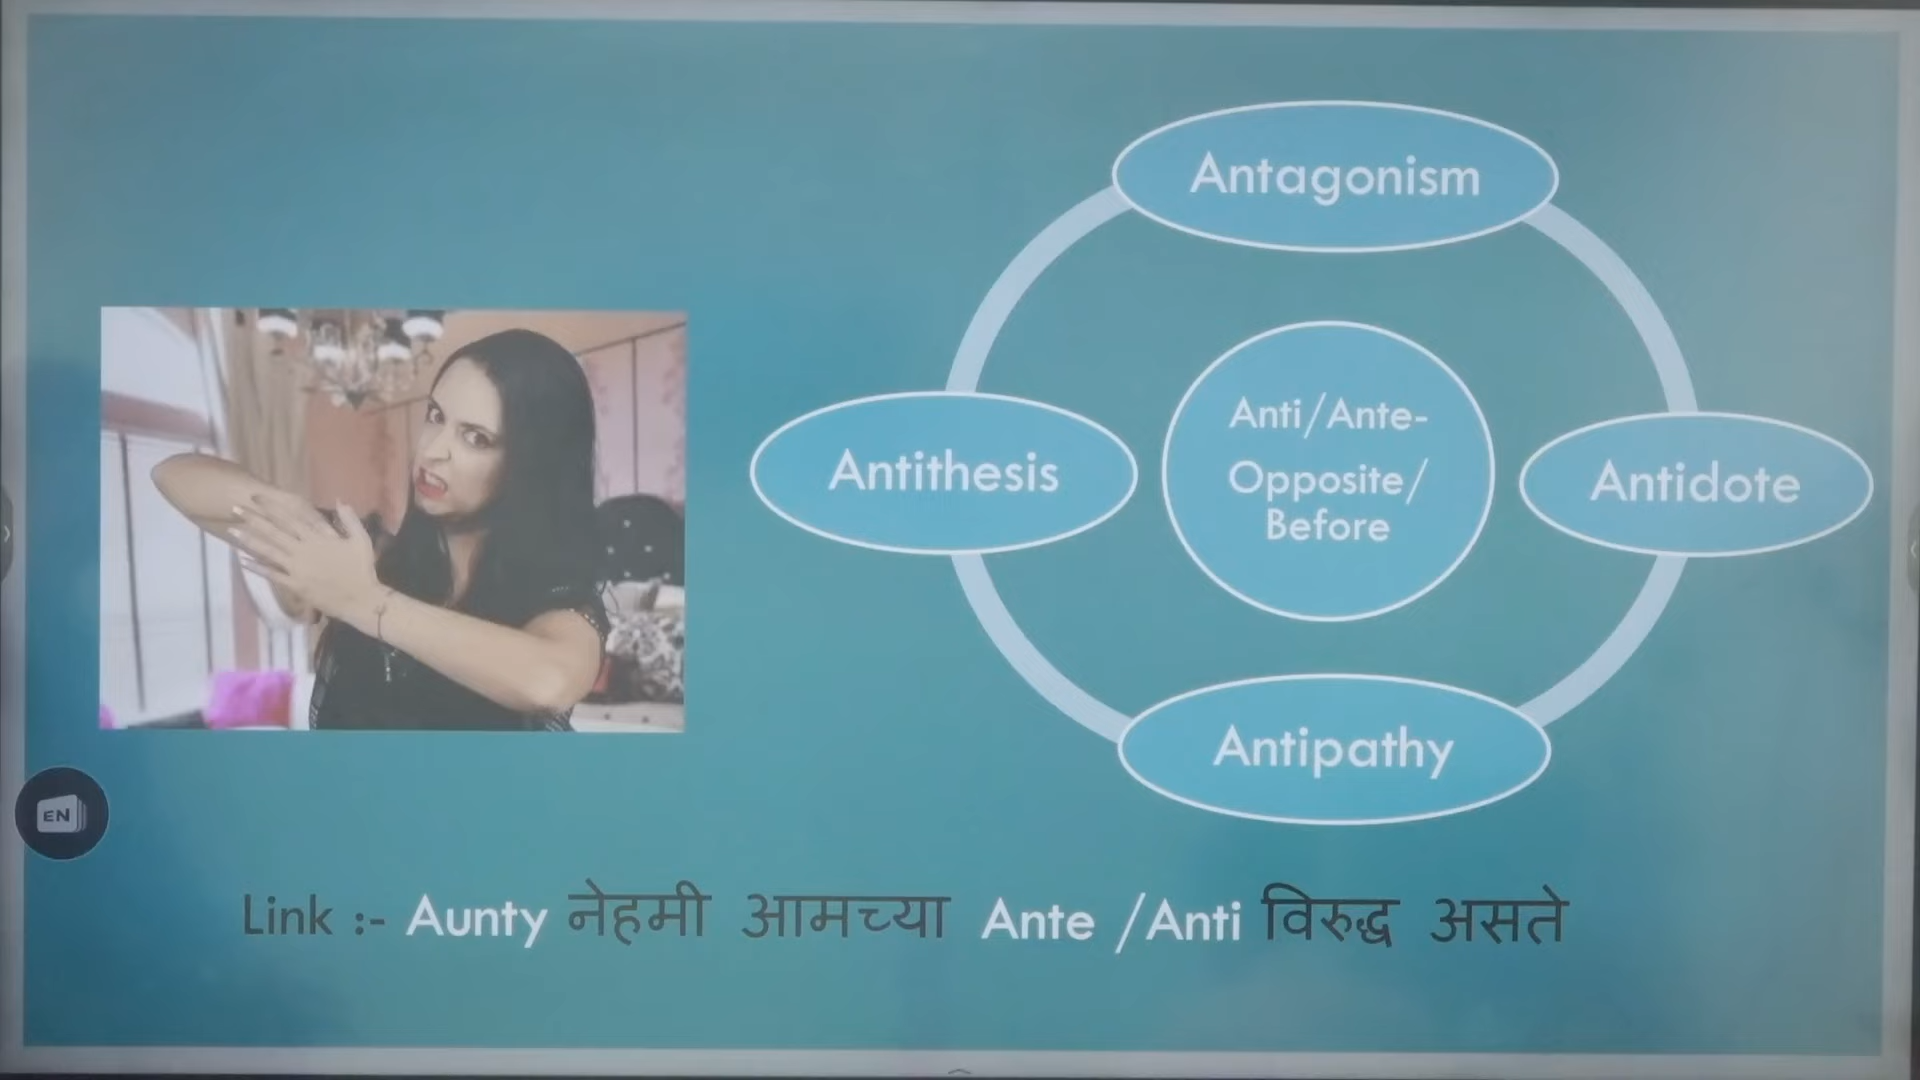 Antagonism
Antithesis
Anti/Ante-
Opposite/
Before
Antidote
Antipathy
EN
Link :- Aunty नेहमी आमच्या Ante /Anti विरुद्ध असते